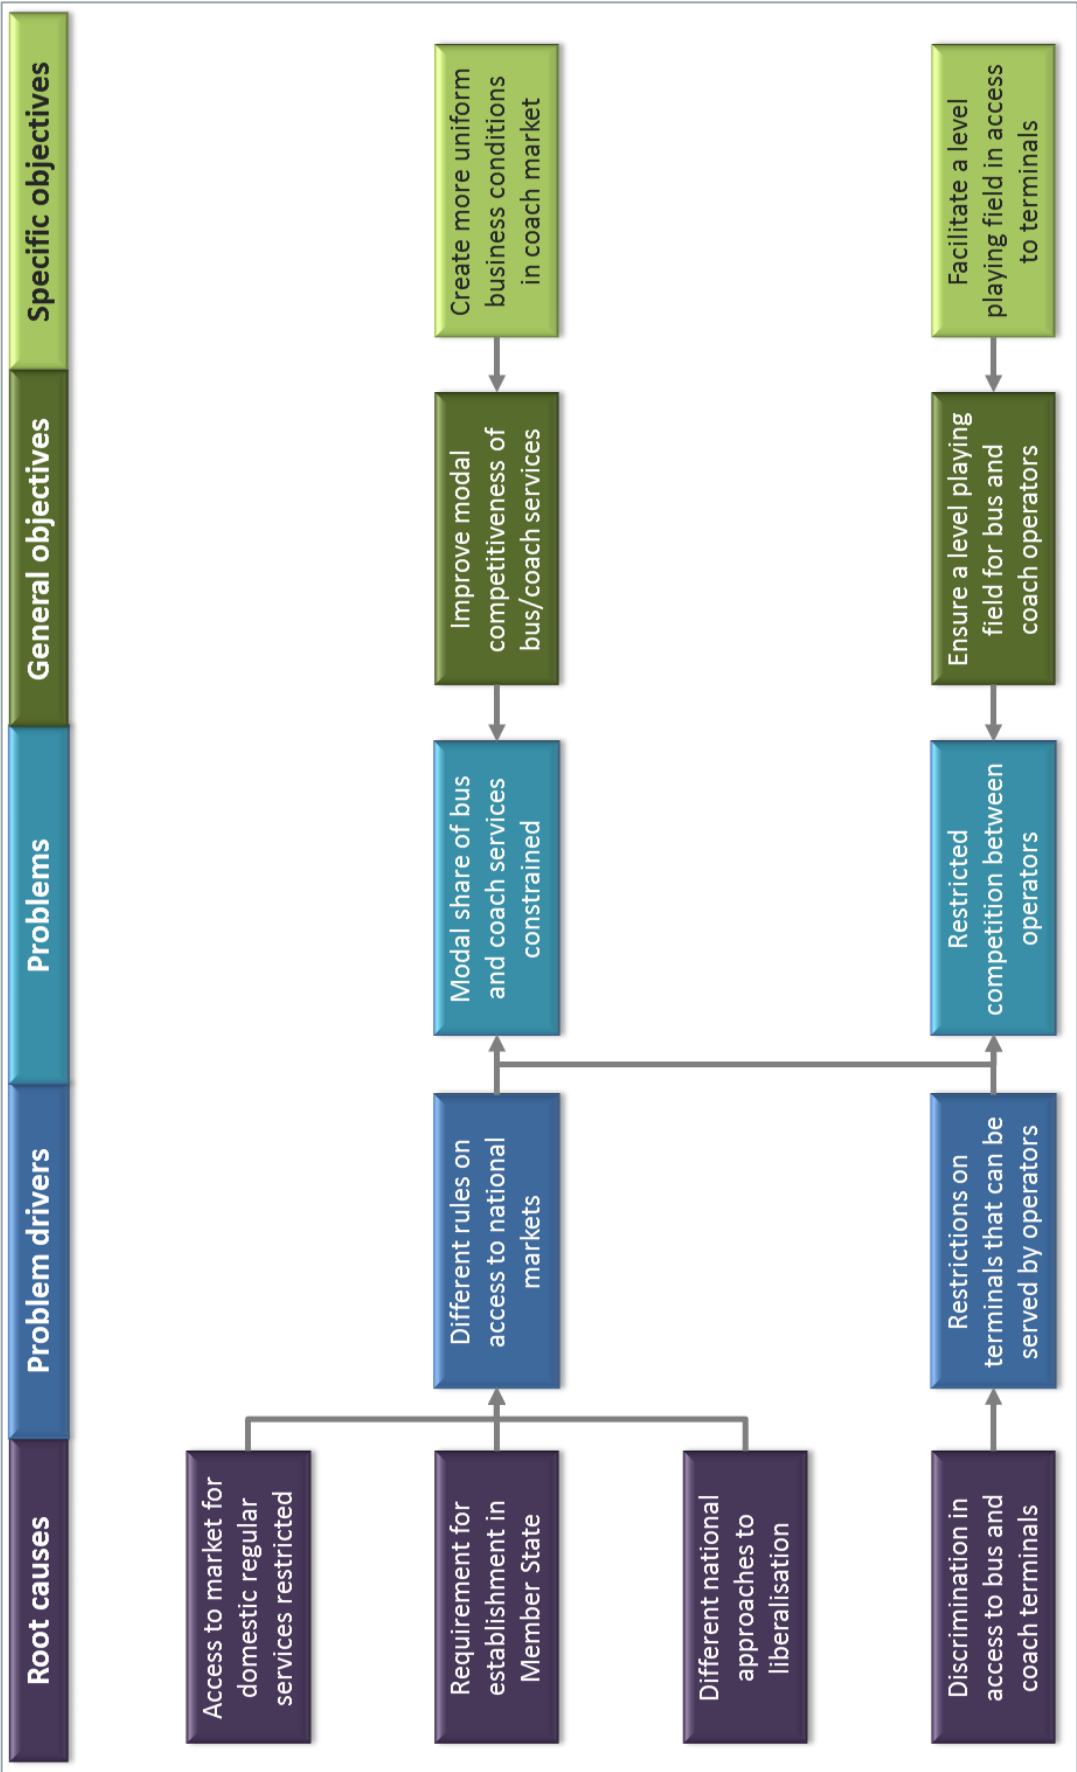 Root causes
Problem drivers
Problems
General objectives
Specific objectives
Access to market for
domestic regular
services restricted
Requirement for
establishment in
Member State
Different rules on
access to national
markets
Modal share of bus
and coach services
constrained
Improve modal
competitiveness of
bus/coach services
Create more uniform
business conditions
in coach market
Different national
approaches to
liberalisation
Discrimination in
access to bus and
coach terminals
Restrictions on
terminals that can be
served by operators
Restricted
competition between
operators
Ensure a level playing
field for bus and
coach operators
Facilitate a level
playing field in access
to terminals